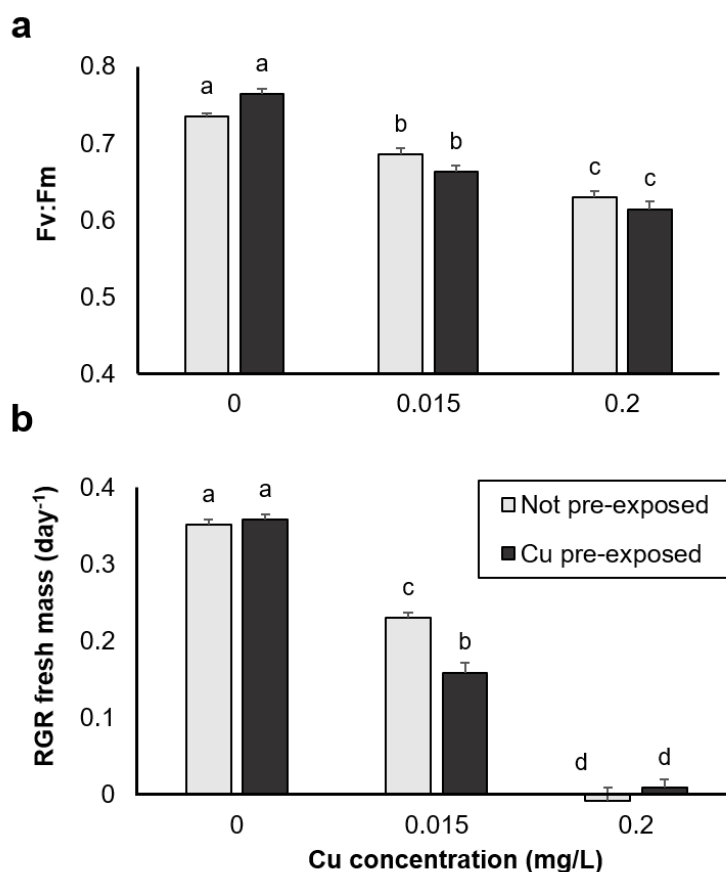 a
0.8
0.7
0.6
0.5
0.4
Fv:Fm
a a
b b
c c
0 0.015 0.2
b
0.4
0.3
0.2
0.1
0
RGR fresh mass (day⁻¹)
a a
c b
d d
Not pre-exposed
Cu pre-exposed
0 0.015 0.2
Cu concentration (mg/L)